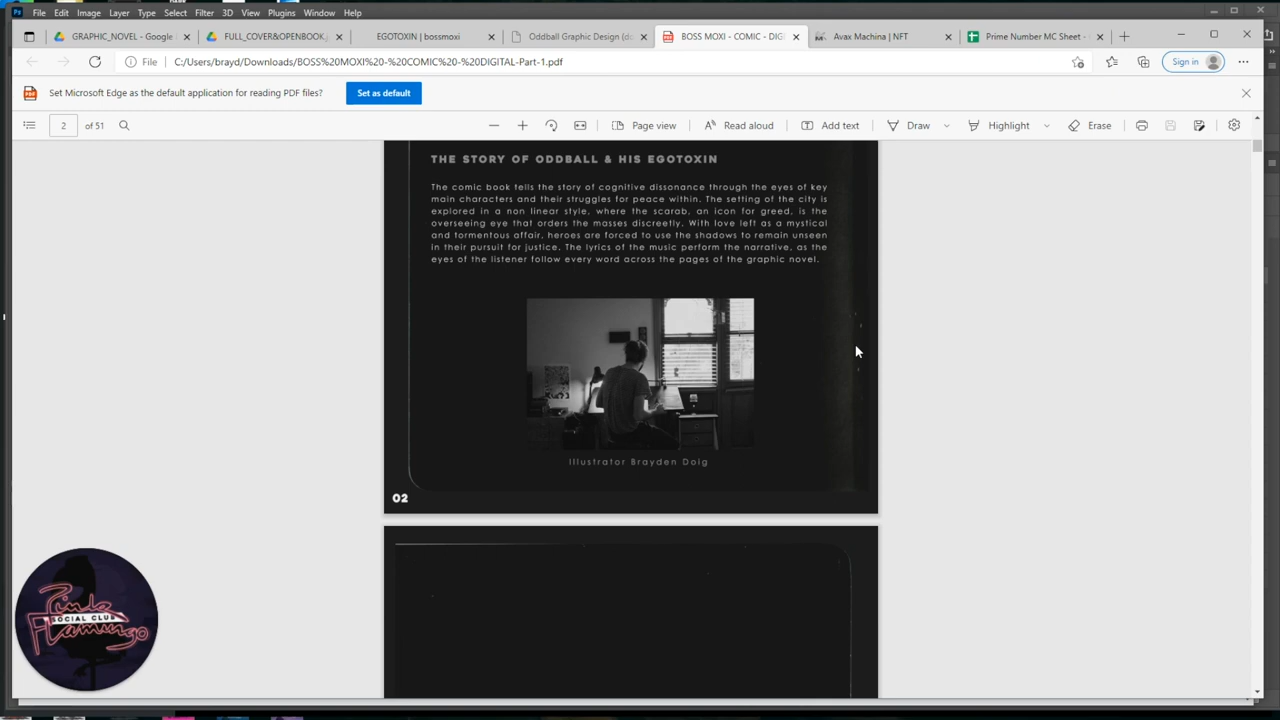 Ps File Edit Image Layer Type Select Filter 3D View Plugins Window Help
GRAPHIC_NOVEL - Google FULL_COVER&OPENBOOK EGOTOXIN | bossmoxi Oddball Graphic Design (do BOSS MOXI - COMIC - DIG Avax Machina | NFT Prime Number MC Sheet -
File C:/Users/brayd/Downloads/BOSS%20MOXI%20-%20COMIC%20-%20DIGITAL-Part-1.pdf Sign in
PDF Set Microsoft Edge as the default application for reading PDF files? Set as default
2 of 51 Page view Read aloud Add text Draw Highlight Erase
THE STORY OF ODDBALL & HIS EGOTOXIN
The comic book tells the story of cognitive dissonance through the eyes of key
main characters and their struggles for peace within. The setting of the city is
explored in a non linear style, where the scarab, an icon for greed, is the
overseeing eye that orders the masses discreetly. With love left as a mystical
and tormentous affair, heroes are forced to use the shadows to remain unseen
in their pursuit for justice. The lyrics of the music perform the narrative, as the
eyes of the listener follow every word across the pages of the graphic novel.
Illustrator Brayden Doig
02
Pinks
SOCIAL CLUB
Flamingo